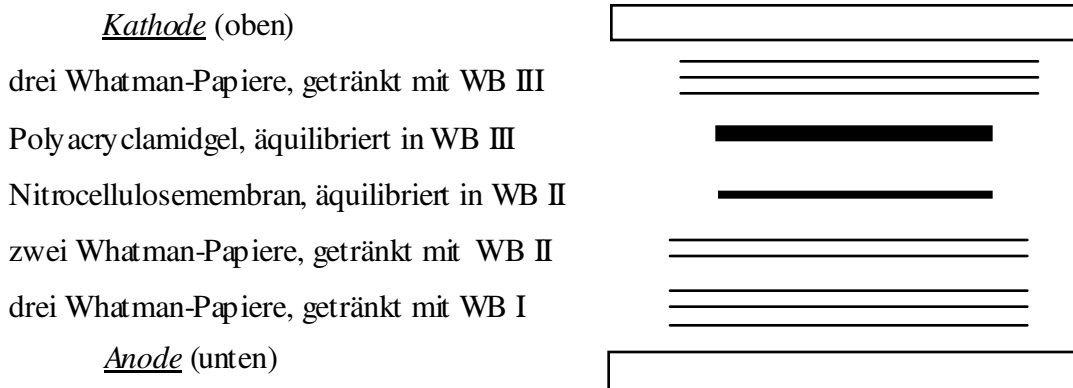 Kathode (oben)
drei Whatman-Papiere, getränkt mit WB III
Polyacryclamidgel, äquilibriert in WB III
Nitrocellulosemembran, äquilibriert in WB II
zwei Whatman-Papiere, getränkt mit WB II
drei Whatman-Papiere, getränkt mit WB I
Anode (unten)